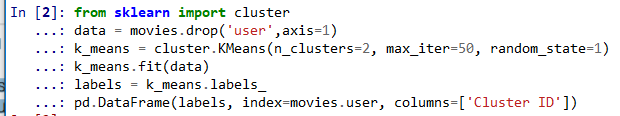 In [2]: from sklearn import cluster
   ...: data = movies.drop('user',axis=1)
   ...: k_means = cluster.KMeans(n_clusters=2, max_iter=50, random_state=1)
   ...: k_means.fit(data)
   ...: labels = k_means.labels_
   ...: pd.DataFrame(labels, index=movies.user, columns=['Cluster ID'])